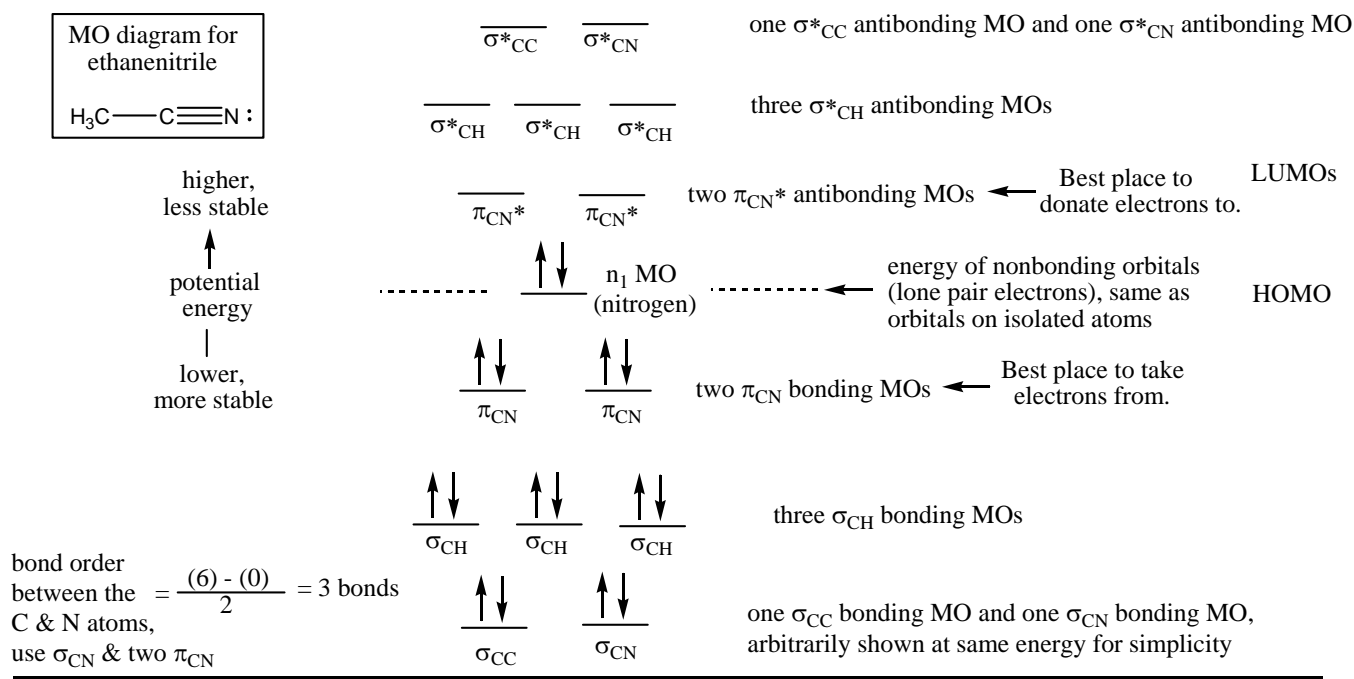 MO diagram for
ethanenitrile
H₃C C N :
σ*CC σ*CN one σ*CC antibonding MO and one σ*CN antibonding MO
σ*CH σ*CH σ*CH three σ*CH antibonding MOs
higher,
less stable
potential
energy
lower,
more stable
πCN* πCN* two πCN* antibonding MOs
Best place to
donate electrons to.
LUMOs
n₁ MO
(nitrogen)
energy of nonbonding orbitals
(lone pair electrons), same as
orbitals on isolated atoms
HOMO
πCN πCN two πCN bonding MOs
Best place to take
electrons from.
σCH σCH σCH three σCH bonding MOs
bond order
between the
C & N atoms,
use σCN & two πCN
= (6) - (0)
2
= 3 bonds
σCC σCN
one σCC bonding MO and one σCN bonding MO,
arbitrarily shown at same energy for simplicity